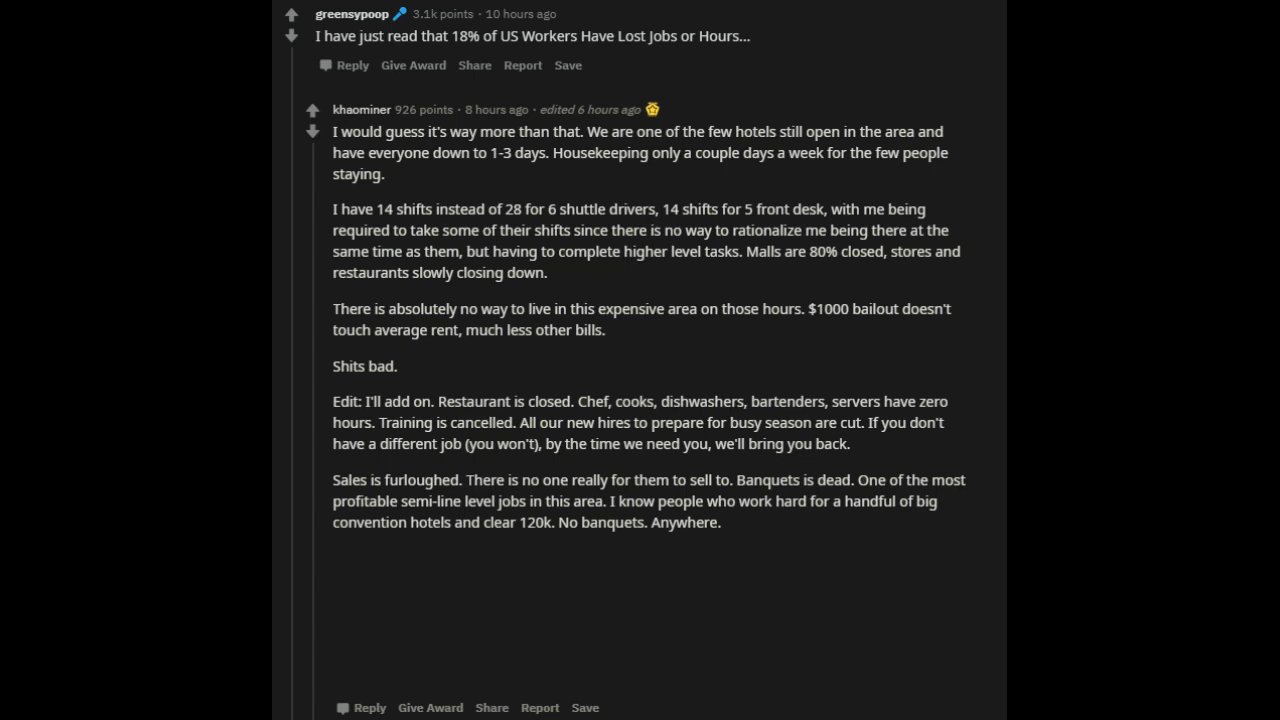 greensypoop 3.1k points · 10 hours ago
I have just read that 18% of US Workers Have Lost Jobs or Hours...
Reply Give Award Share Report Save
khaominer 926 points · 8 hours ago · edited 6 hours ago
I would guess it's way more than that. We are one of the few hotels still open in the area and
have everyone down to 1-3 days. Housekeeping only a couple days a week for the few people
staying.
I have 14 shifts instead of 28 for 6 shuttle drivers, 14 shifts for 5 front desk, with me being
required to take some of their shifts since there is no way to rationalize me being there at the
same time as them, but having to complete higher level tasks. Malls are 80% closed, stores and
restaurants slowly closing down.
There is absolutely no way to live in this expensive area on those hours. $1000 bailout doesn't
touch average rent, much less other bills.
Shits bad.
Edit: I'll add on. Restaurant is closed. Chef, cooks, dishwashers, bartenders, servers have zero
hours. Training is cancelled. All our new hires to prepare for busy season are cut. If you don't
have a different job (you won't), by the time we need you, we'll bring you back.
Sales is furloughed. There is no one really for them to sell to. Banquets is dead. One of the most
profitable semi-line level jobs in this area. I know people who work hard for a handful of big
convention hotels and clear 120k. No banquets. Anywhere.
Reply Give Award Share Report Save